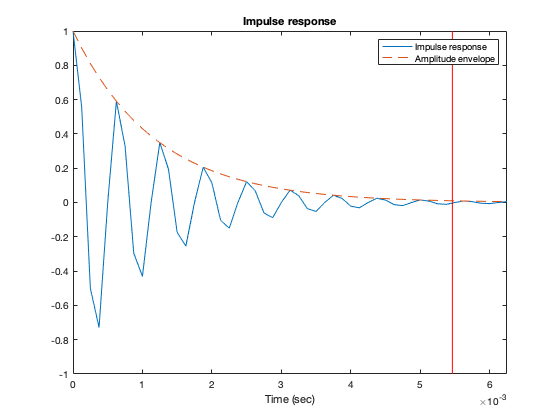 Impulse response
Impulse response
Amplitude envelope
1
0.8
0.6
0.4
0.2
0
-0.2
-0.4
-0.6
-0.8
-1
0 1 2 3 4 5 6
Time (sec)
×10⁻³